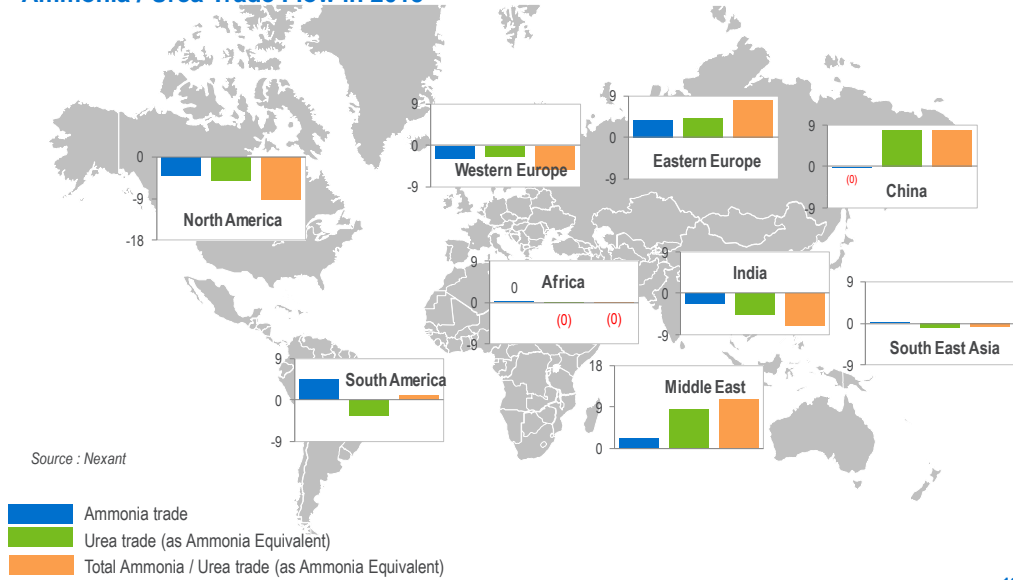 9
9
9
0
Eastern Europe
0
0
Western Europe
-9
-9
(0)
China
-9
-9
North America
-18
9
9
0
Africa
India
9
0
0
(0)
(0)
0
-9
-9
South East Asia
-9
9
South America
18
Middle East
0
9
-9
0
Source : Nexant
Ammonia trade
Urea trade (as Ammonia Equivalent)
Total Ammonia / Urea trade (as Ammonia Equivalent)